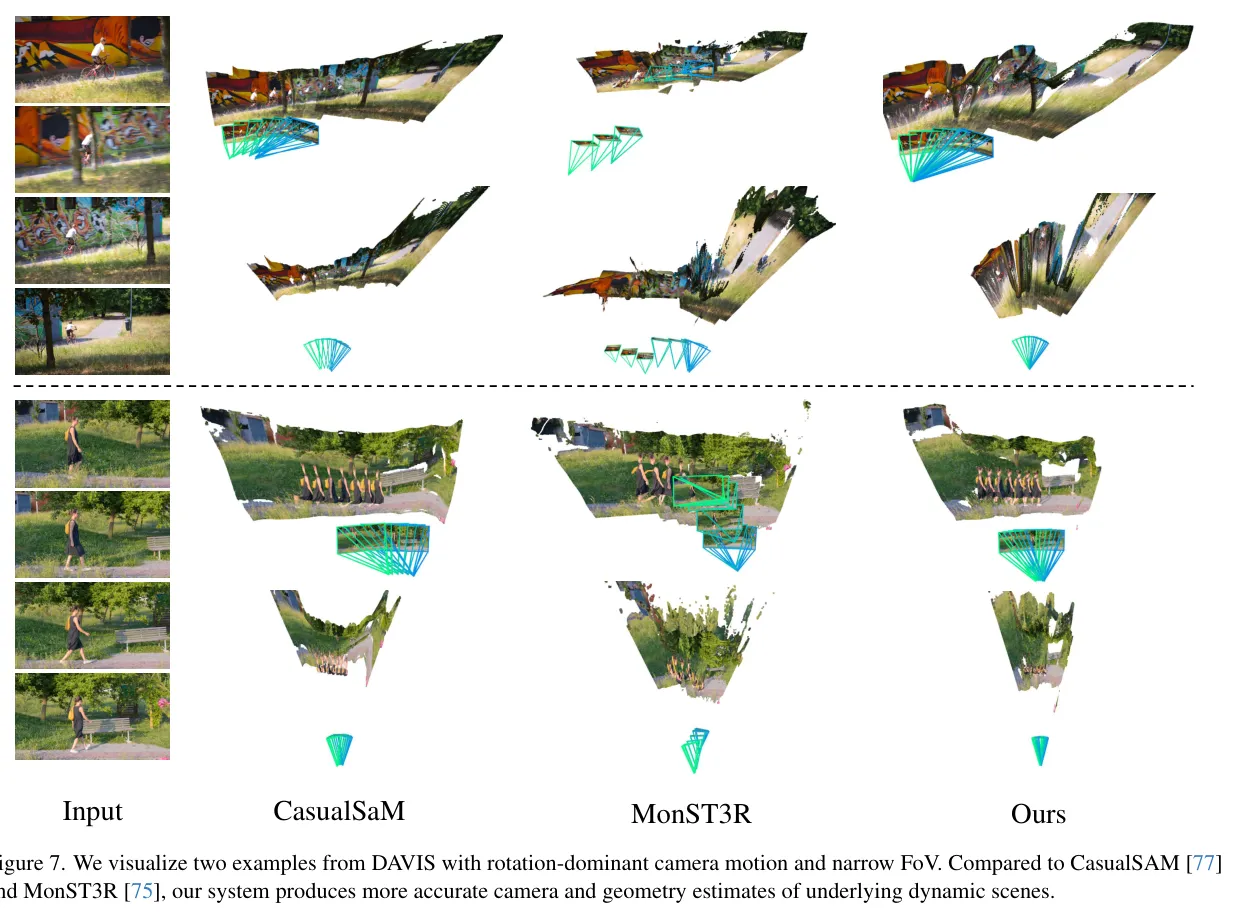 Input
CasualSaM
MonST3R
Ours
igure 7. We visualize two examples from DAVIS with rotation-dominant camera motion and narrow FoV. Compared to CasualSAM [77]
nd MonST3R [75], our system produces more accurate camera and geometry estimates of underlying dynamic scenes.